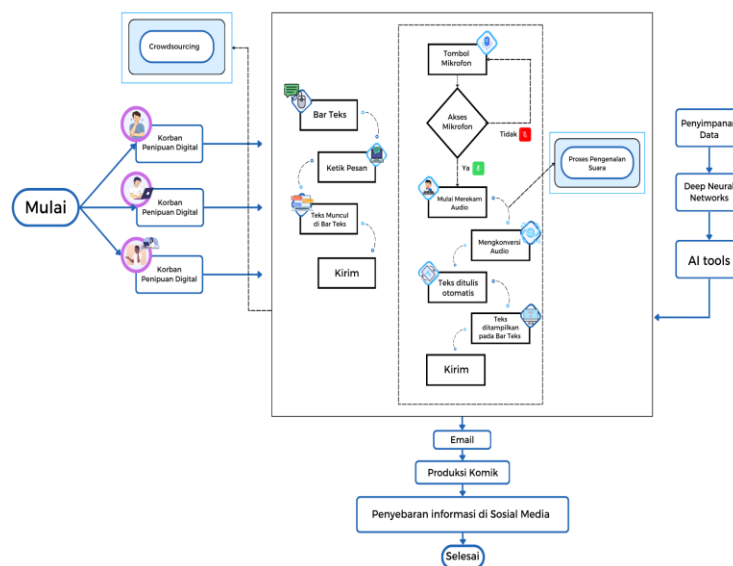 Crowdsourcing
Mulai
Korban
Penipuan Digital
Korban
Penipuan Digital
Korban
Penipuan Digital
Bar Teks
Ketik Pesan
Teks Muncul
di Bar Teks
Kirim
Tombol
Mikrofon
Akses
Mikrofon
Tidak
Ya
Mulai Merekam
Audio
Mengkonversi
Audio
Teks ditulis
otomatis
Teks
ditampilkan
pada Bar Teks
Kirim
Proses Pengenalan
Suara
Penyimpanan
Data
Deep Neural
Networks
AI tools
Email
Produksi Komik
Penyebaran informasi di Sosial Media
Selesai